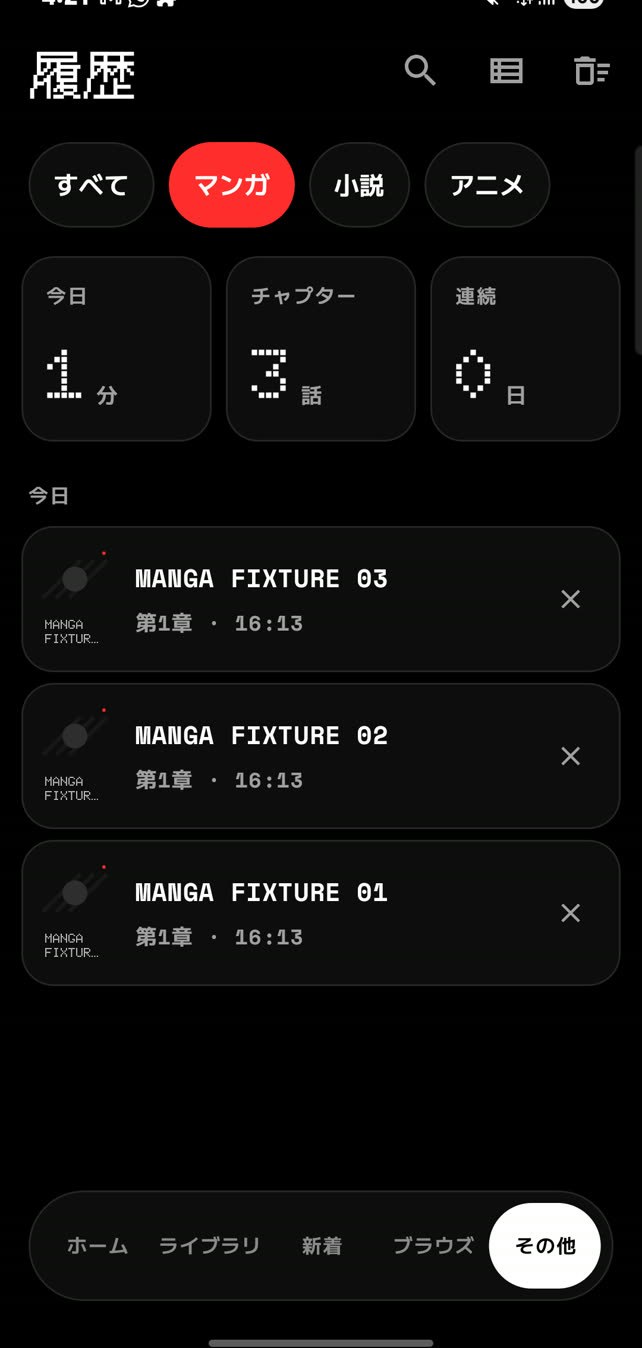 履歴
すべて
マンガ
小説
アニメ
今日
1 分
チャプター
3 話
連続
0 日
今日
MANGA FIXTUR…
MANGA FIXTURE 03
第1章 · 16:13
MANGA FIXTUR…
MANGA FIXTURE 02
第1章 · 16:13
MANGA FIXTUR…
MANGA FIXTURE 01
第1章 · 16:13
ホーム
ライブラリ
新着
ブラウズ
その他